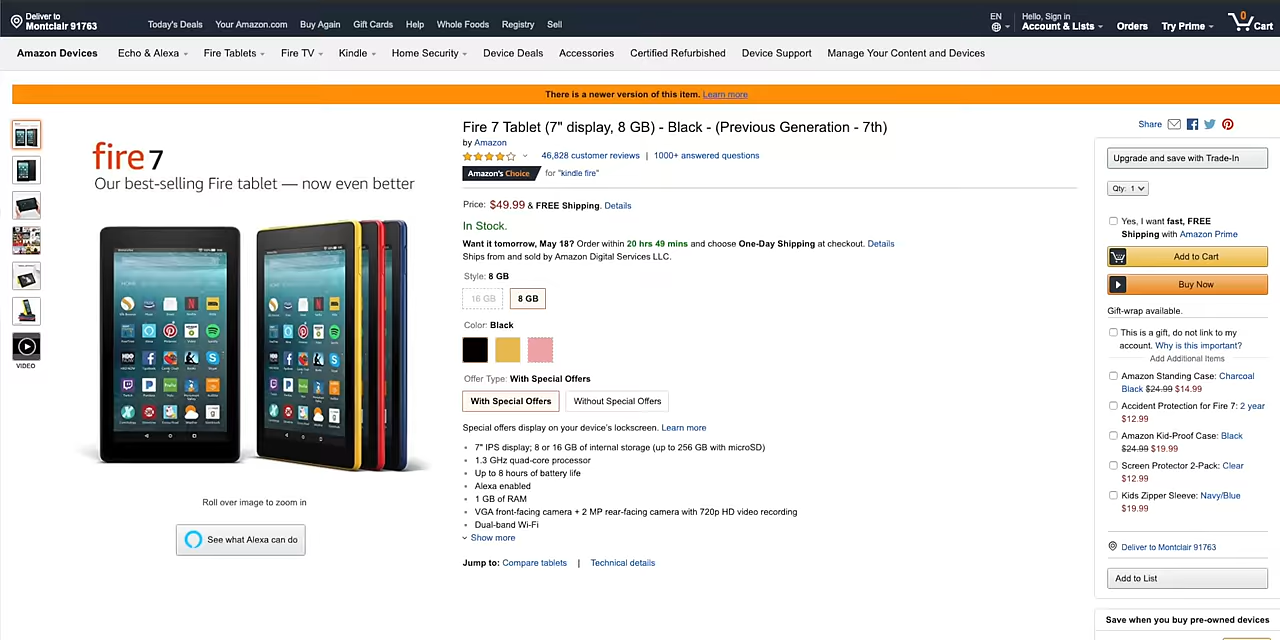 Deliver to
Montclair 91763
Today's Deals Your Amazon.com Buy Again Gift Cards Help Whole Foods Registry Sell
EN
Hello, Sign in
Account & Lists
Orders
Try Prime
0
Cart
Amazon Devices Echo & Alexa Fire Tablets Fire TV Kindle Home Security Device Deals Accessories Certified Refurbished Device Support Manage Your Content and Devices
There is a newer version of this item. Learn more
VIDEO
fire 7
Our best-selling Fire tablet — now even better
Roll over image to zoom in
See what Alexa can do
Fire 7 Tablet (7" display, 8 GB) - Black - (Previous Generation - 7th)
by Amazon
46,828 customer reviews | 1000+ answered questions
Amazon's Choice for "kindle fire"
Price: $49.99 & FREE Shipping. Details
In Stock.
Want it tomorrow, May 18? Order within 20 hrs 49 mins and choose One-Day Shipping at checkout. Details
Ships from and sold by Amazon Digital Services LLC.
Style: 8 GB
16 GB 8 GB
Color: Black
Offer Type: With Special Offers
With Special Offers Without Special Offers
Special offers display on your device's lockscreen. Learn more
7" IPS display; 8 or 16 GB of internal storage (up to 256 GB with microSD)
1.3 GHz quad-core processor
Up to 8 hours of battery life
Alexa enabled
1 GB of RAM
VGA front-facing camera + 2 MP rear-facing camera with 720p HD video recording
Dual-band Wi-Fi
Show more
Jump to: Compare tablets | Technical details
Share
Upgrade and save with Trade-In
Qty: 1
Yes, I want fast, FREE
Shipping with Amazon Prime
Add to Cart
Buy Now
Gift-wrap available.
This is a gift, do not link to my
account. Why is this important?
Add Additional Items
Amazon Standing Case: Charcoal
Black $24.99 $14.99
Accident Protection for Fire 7: 2 year
$12.99
Amazon Kid-Proof Case: Blue
$24.99 $19.99
Screen Protector 2-Pack: Clear
$12.99
Kids Zipper Sleeve: Navy/Blue
$19.99
Deliver to Montclair 91763
Add to List
Save when you buy pre-owned devices